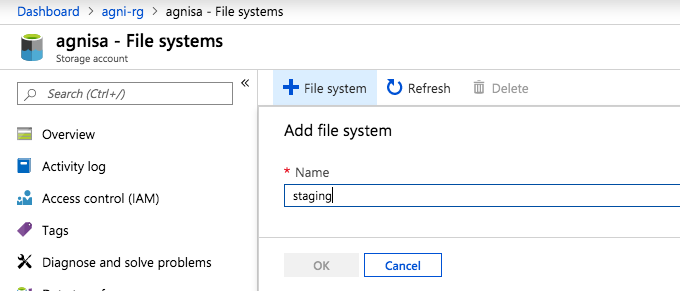 Dashboard > agni-rg > agnisa - File systems
agnisa - File systems
Storage account
Search (Ctrl+/)
«
Overview
Activity log
Access control (IAM)
Tags
Diagnose and solve problems
File system
Refresh
Delete
Add file system
* Name
staging
OK
Cancel